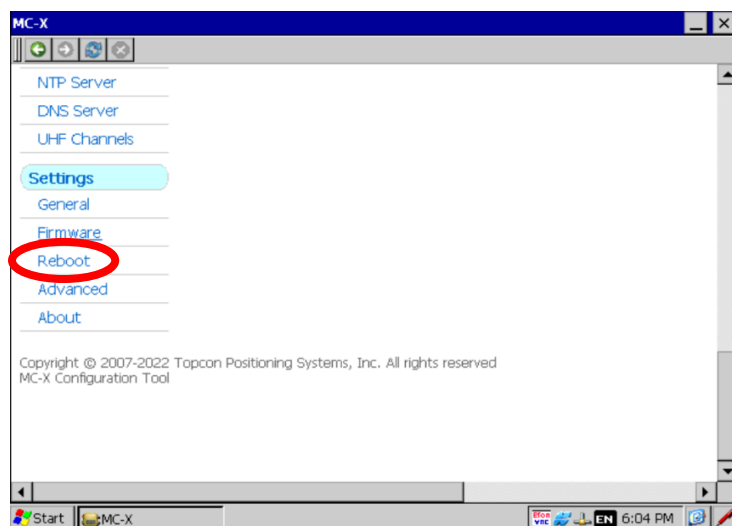 MC-X
NTP Server
DNS Server
UHF Channels
Settings
General
Firmware
Reboot
Advanced
About
Copyright © 2007-2022 Topcon Positioning Systems, Inc. All rights reserved
MC-X Configuration Tool
Start MC-X EN 6:04 PM